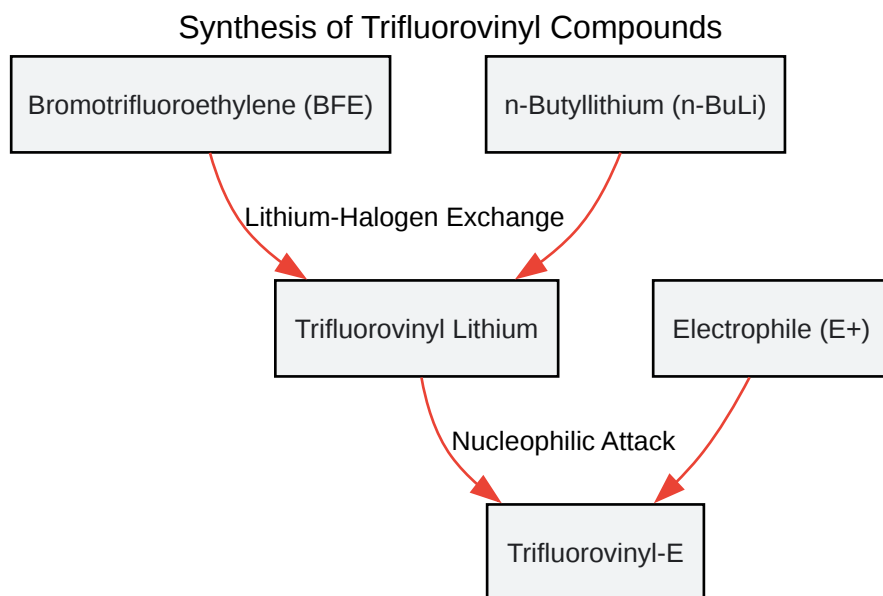 Synthesis of Trifluorovinyl Compounds
Bromotrifluoroethylene (BFE)
n-Butyllithium (n-BuLi)
Lithium-Halogen Exchange
Trifluorovinyl Lithium
Electrophile (E+)
Nucleophilic Attack
Trifluorovinyl-E